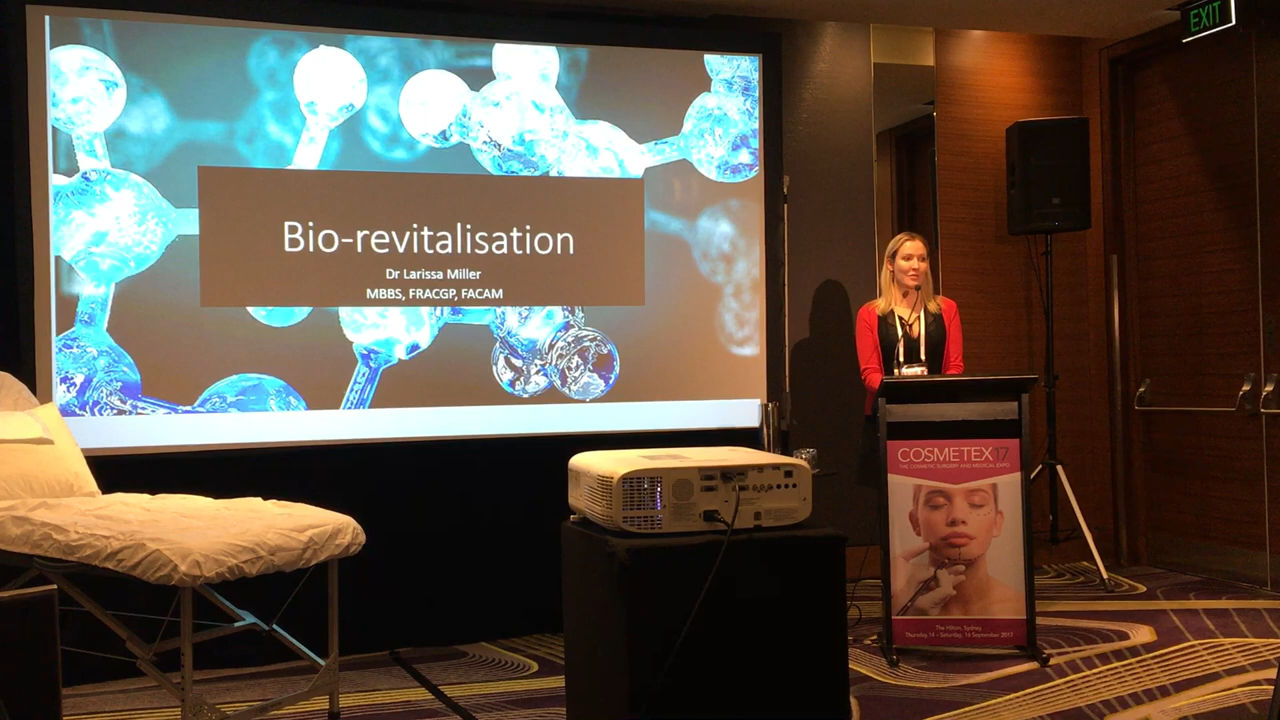 EXIT
Bio-revitalisation
Dr Larissa Miller
MBBS, FRACGP, FACAM
COSMETEX17
THE COSMETIC SURGERY AND MEDICAL EXPO
The Hilton, Sydney
Thursday, 14 – Saturday, 16 September 2017